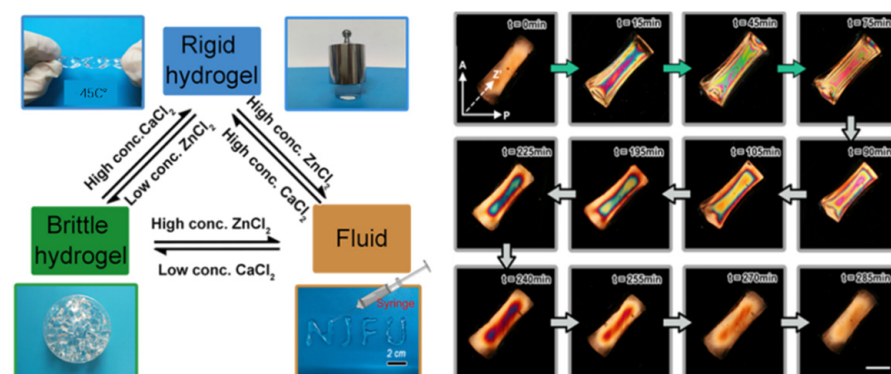 Rigid
hydrogel
45C°
High conc.CaCl2
Low conc. ZnCl2
High conc. ZnCl2
High conc. CaCl2
Brittle
hydrogel
High conc. ZnCl2
Low conc. CaCl2
Fluid
Syringe
NJFU
2 cm
t = 0min
t = 15min
t = 45min
t = 75min
A
Z'
P
t = 225min
t = 195min
t = 105min
t = 90min
t = 240min
t = 255min
t = 270min
t = 285min